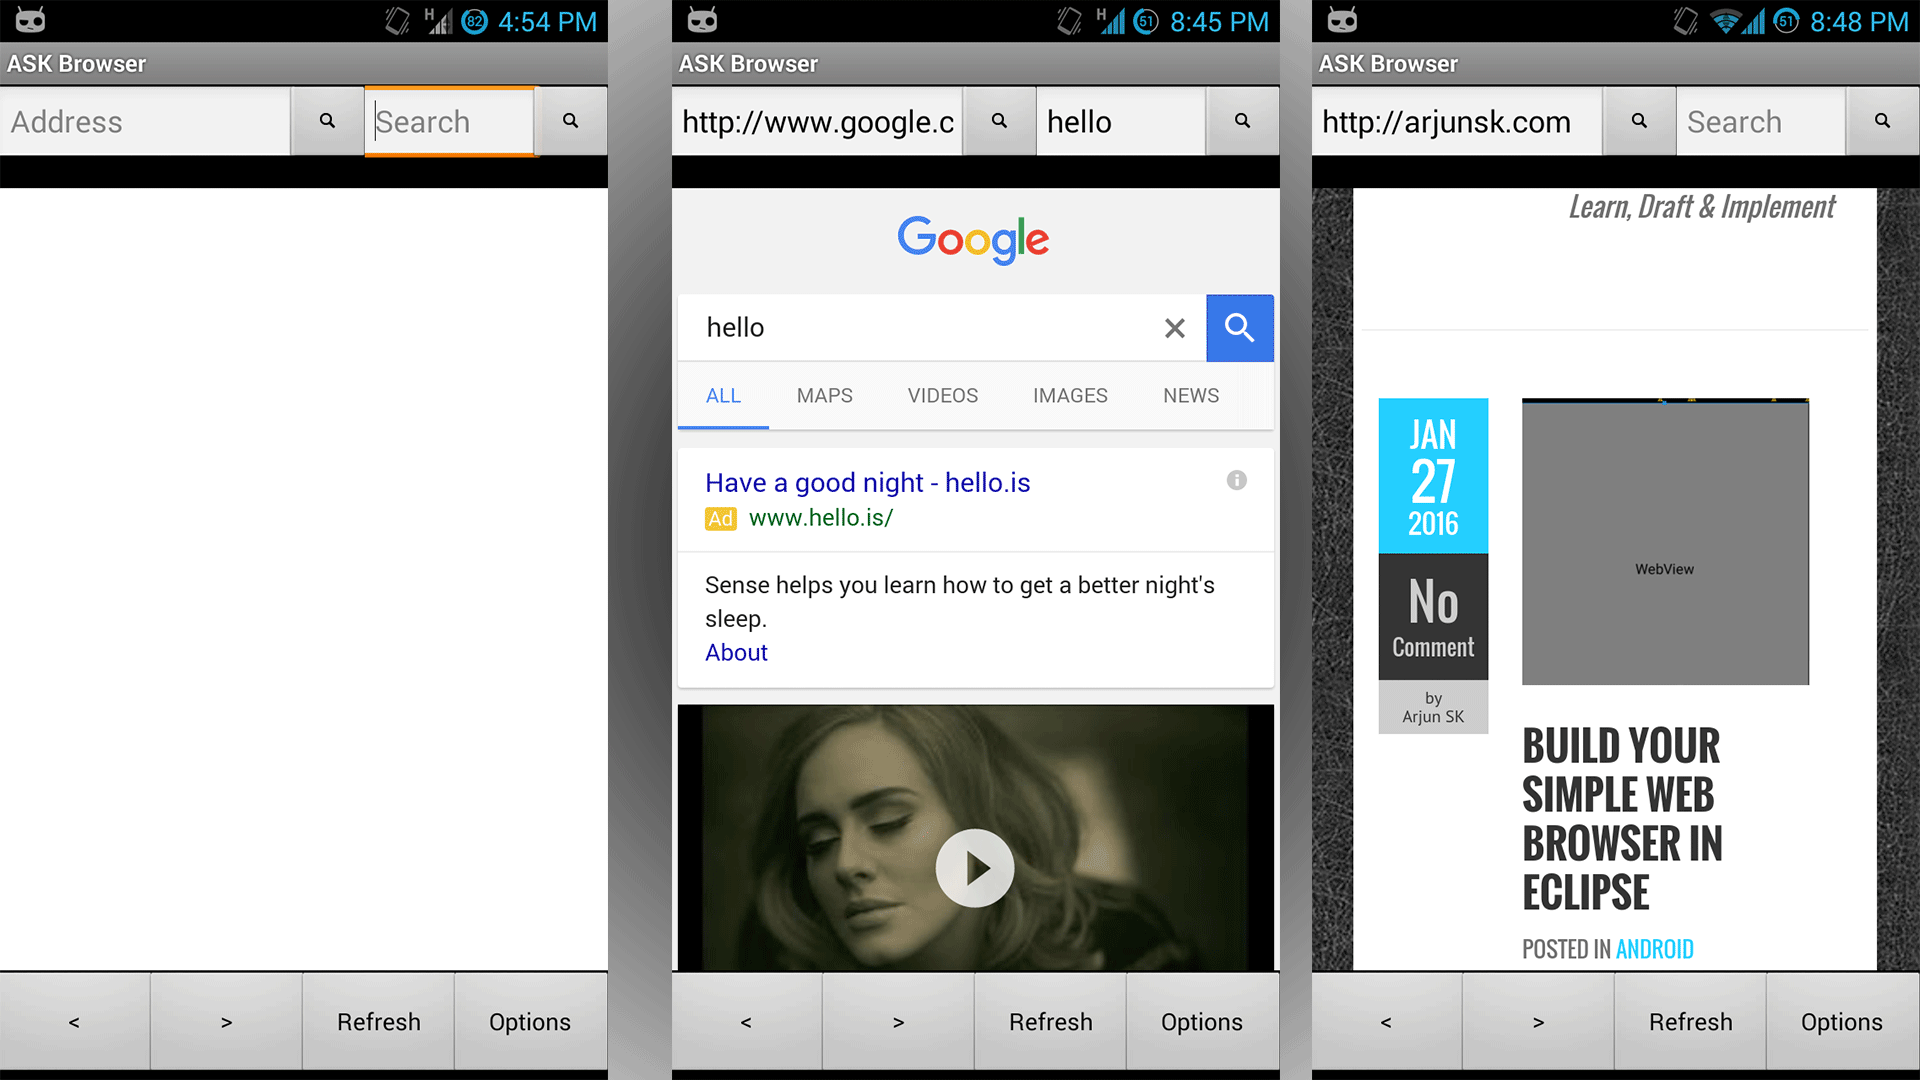 H 82 4:54 PM
ASK Browser
Address
Search
<
>
Refresh
Options
H 51 8:45 PM
ASK Browser
http://www.google.c
hello
Google
hello
ALL MAPS VIDEOS IMAGES NEWS
Have a good night - hello.is
Ad www.hello.is/
Sense helps you learn how to get a better night's
sleep.
About
<
>
Refresh
Options
51 8:48 PM
ASK Browser
http://arjunsk.com
Search
Learn, Draft & Implement
JAN
27
2016
No
Comment
by
Arjun SK
WebView
BUILD YOUR
SIMPLE WEB
BROWSER IN
ECLIPSE
POSTED IN ANDROID
<
>
Refresh
Options